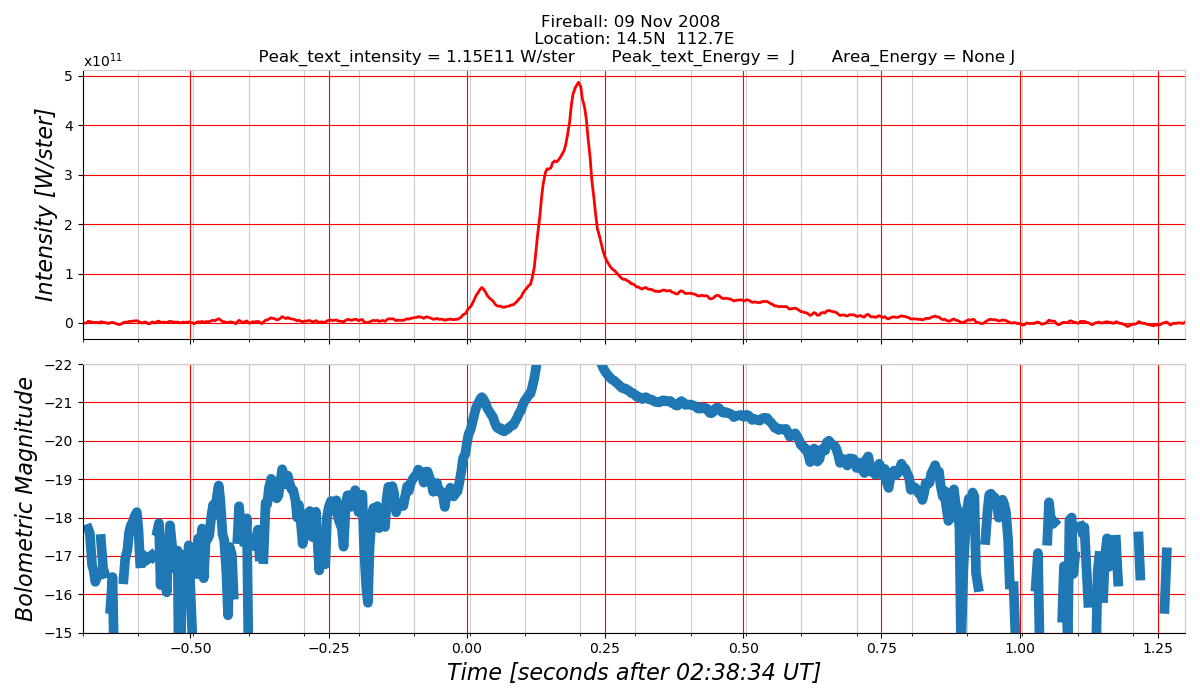 Fireball: 09 Nov 2008
Location: 14.5N  112.7E
Peak_text_intensity = 1.15E11 W/ster       Peak_text_Energy =  J       Area_Energy = None J
x10¹¹
5
4
3
2
1
0
Intensity [W/ster]
−22
−21
−20
−19
−18
−17
−16
−15
Bolometric Magnitude
−0.50 −0.25 0.00 0.25 0.50 0.75 1.00 1.25
Time [seconds after 02:38:34 UT]